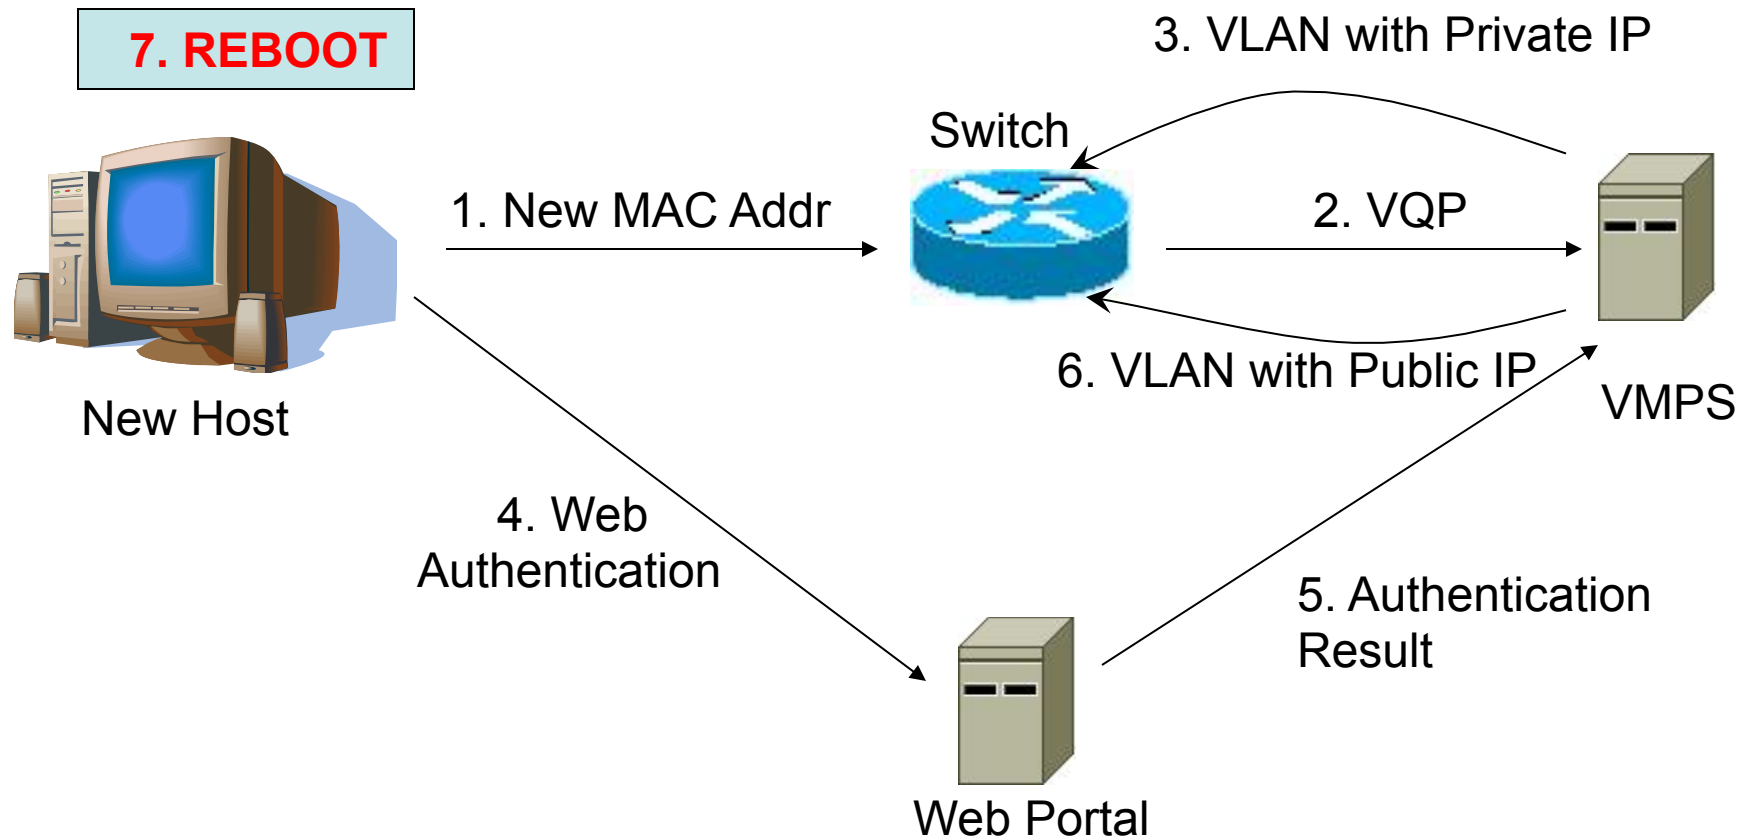 7. REBOOT
3. VLAN with Private IP
Switch
1. New MAC Addr
2. VQP
6. VLAN with Public IP
VMPS
New Host
4. Web
Authentication
5. Authentication
Result
Web Portal